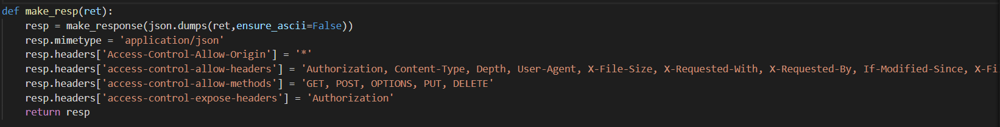 def make_resp(ret):
    resp = make_response(json.dumps(ret,ensure_ascii=False))
    resp.mimetype = 'application/json'
    resp.headers['Access-Control-Allow-Origin'] = '*'
    resp.headers['access-control-allow-headers'] = 'Authorization, Content-Type, Depth, User-Agent, X-File-Size, X-Requested-With, X-Requested-By, If-Modified-Since, X-Fi
    resp.headers['access-control-allow-methods'] = 'GET, POST, OPTIONS, PUT, DELETE'
    resp.headers['access-control-expose-headers'] = 'Authorization'
    return resp